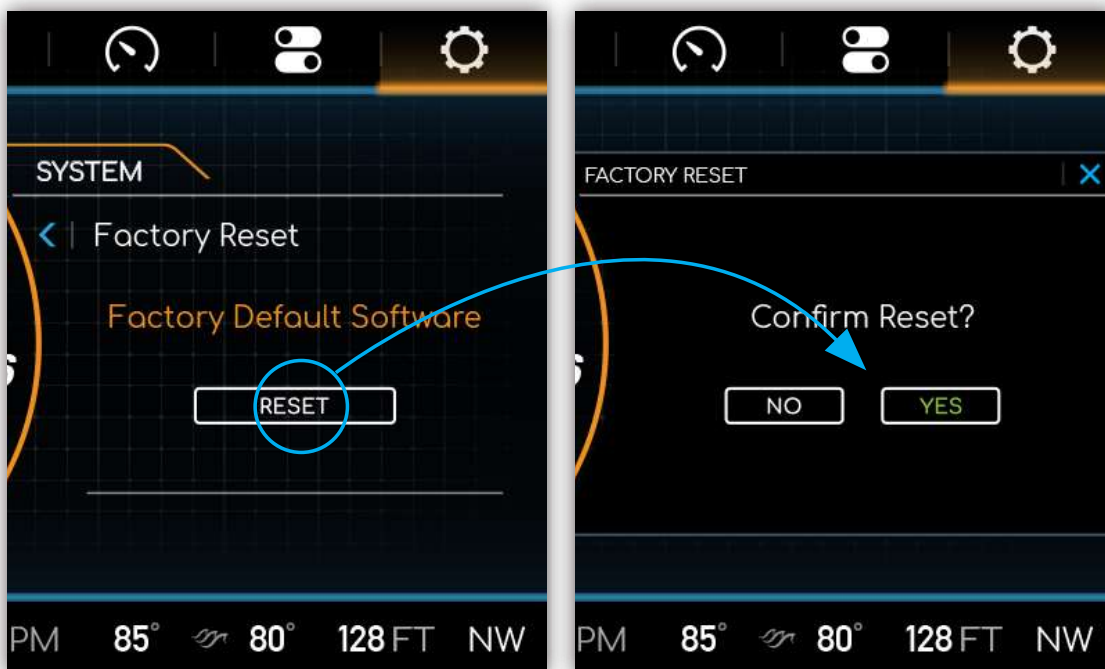 SYSTEM
Factory Reset
Factory Default Software
RESET
PM 85° 80° 128 FT NW
FACTORY RESET
Confirm Reset?
NO YES
PM 85° 80° 128 FT NW